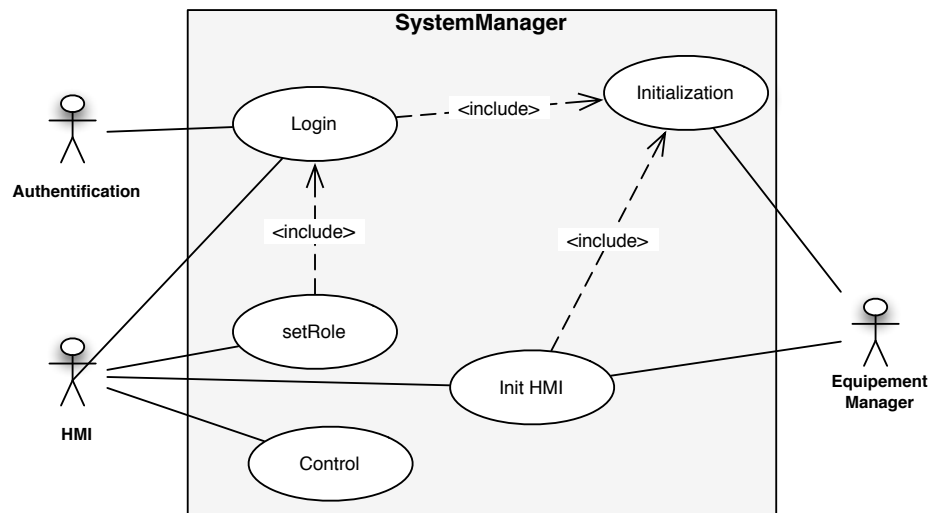 SystemManager
Initialization
<include>
Login
Authentification
<include>
<include>
setRole
Init HMI
Equipement
Manager
HMI
Control